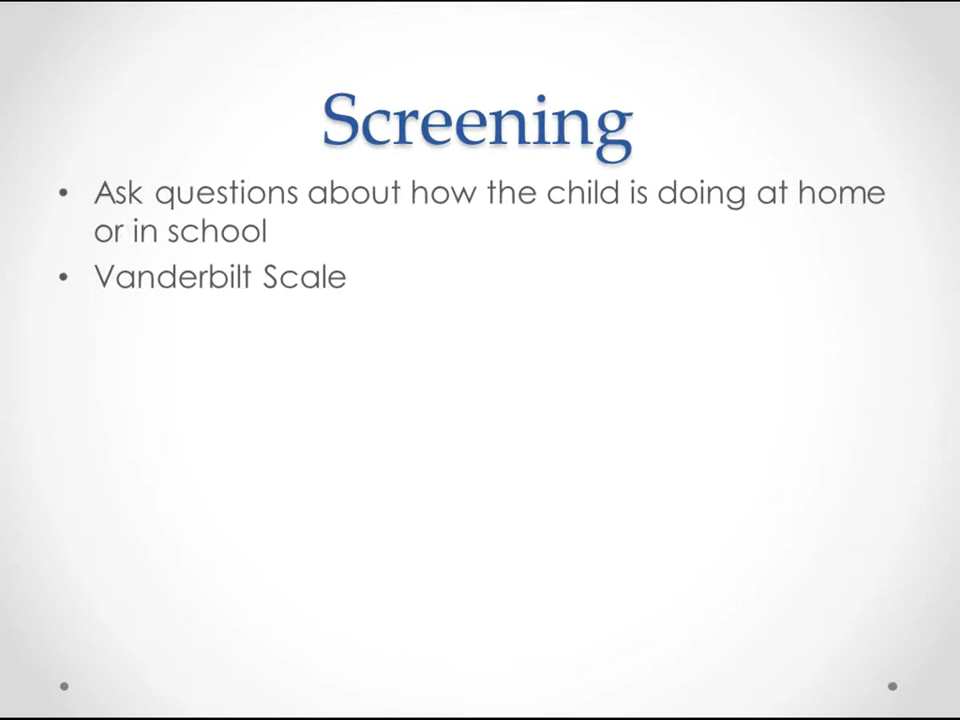 Screening
• Ask questions about how the child is doing at home
or in school
• Vanderbilt Scale